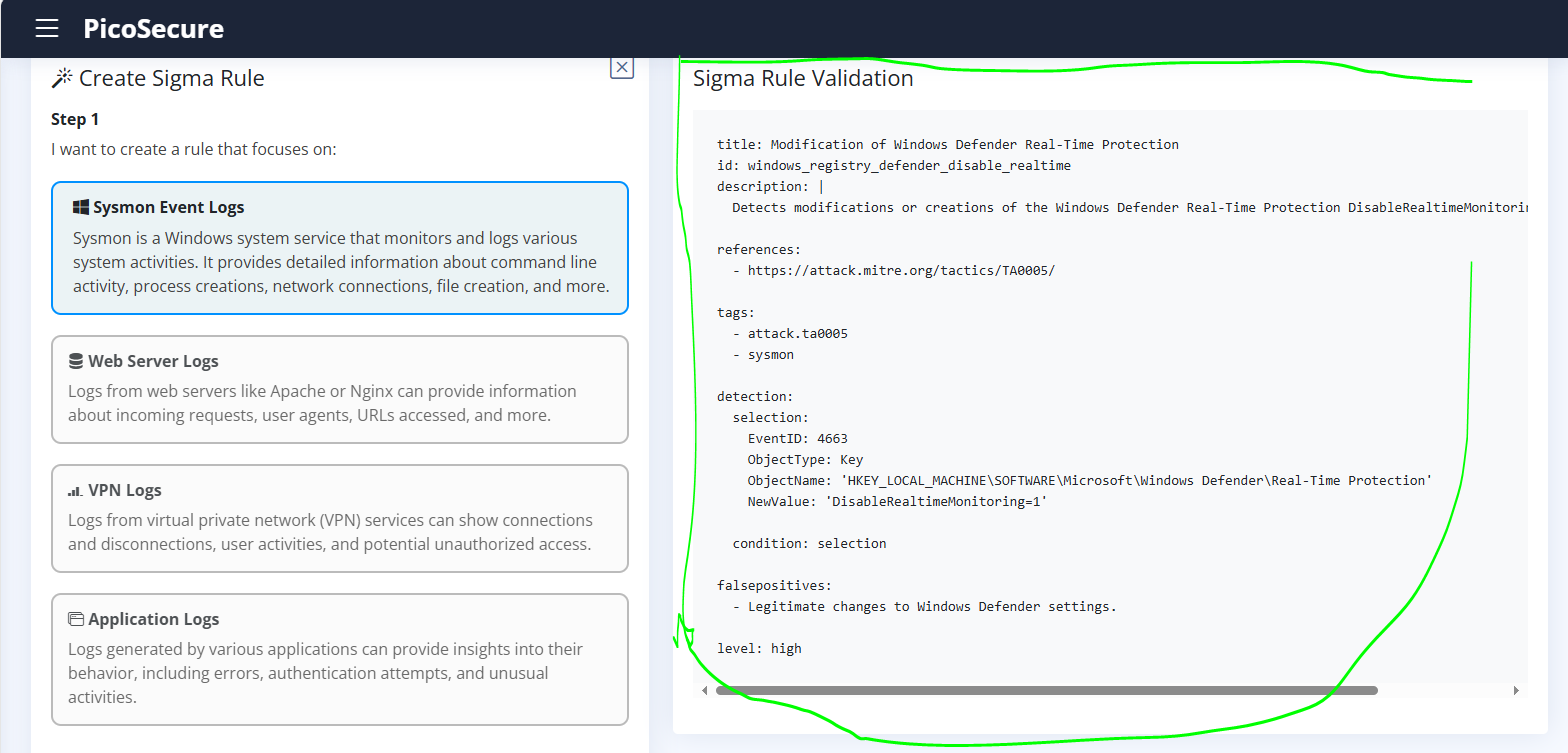 PicoSecure
Create Sigma Rule
Step 1
I want to create a rule that focuses on:
Sysmon Event Logs
Sysmon is a Windows system service that monitors and logs various
system activities. It provides detailed information about command line
activity, process creations, network connections, file creation, and more.
Web Server Logs
Logs from web servers like Apache or Nginx can provide information
about incoming requests, user agents, URLs accessed, and more.
VPN Logs
Logs from virtual private network (VPN) services can show connections
and disconnections, user activities, and potential unauthorized access.
Application Logs
Logs generated by various applications can provide insights into their
behavior, including errors, authentication attempts, and unusual
activities.
Sigma Rule Validation
title: Modification of Windows Defender Real-Time Protection
id: windows_registry_defender_disable_realtime
description: |
Detects modifications or creations of the Windows Defender Real-Time Protection DisableRealtimeMonitorin
references:
- https://attack.mitre.org/tactics/TA0005/
tags:
- attack.ta0005
- sysmon
detection:
selection:
EventID: 4663
ObjectType: Key
ObjectName: 'HKEY_LOCAL_MACHINE\SOFTWARE\Microsoft\Windows Defender\Real-Time Protection'
NewValue: 'DisableRealtimeMonitoring=1'
condition: selection
falsepositives:
- Legitimate changes to Windows Defender settings.
level: high